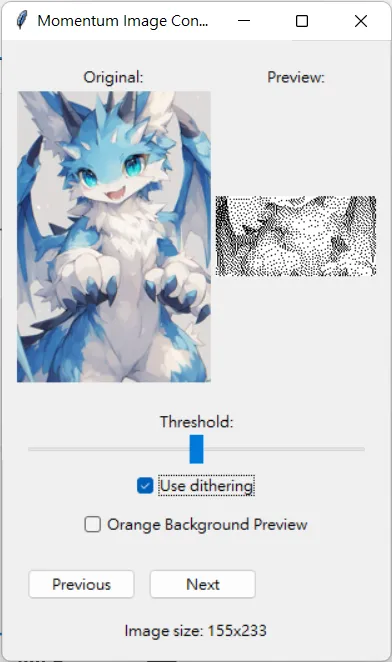 Momentum Image Con...
Original:
Preview:
Threshold:
Use dithering
Orange Background Preview
Previous
Next
Image size: 155x233